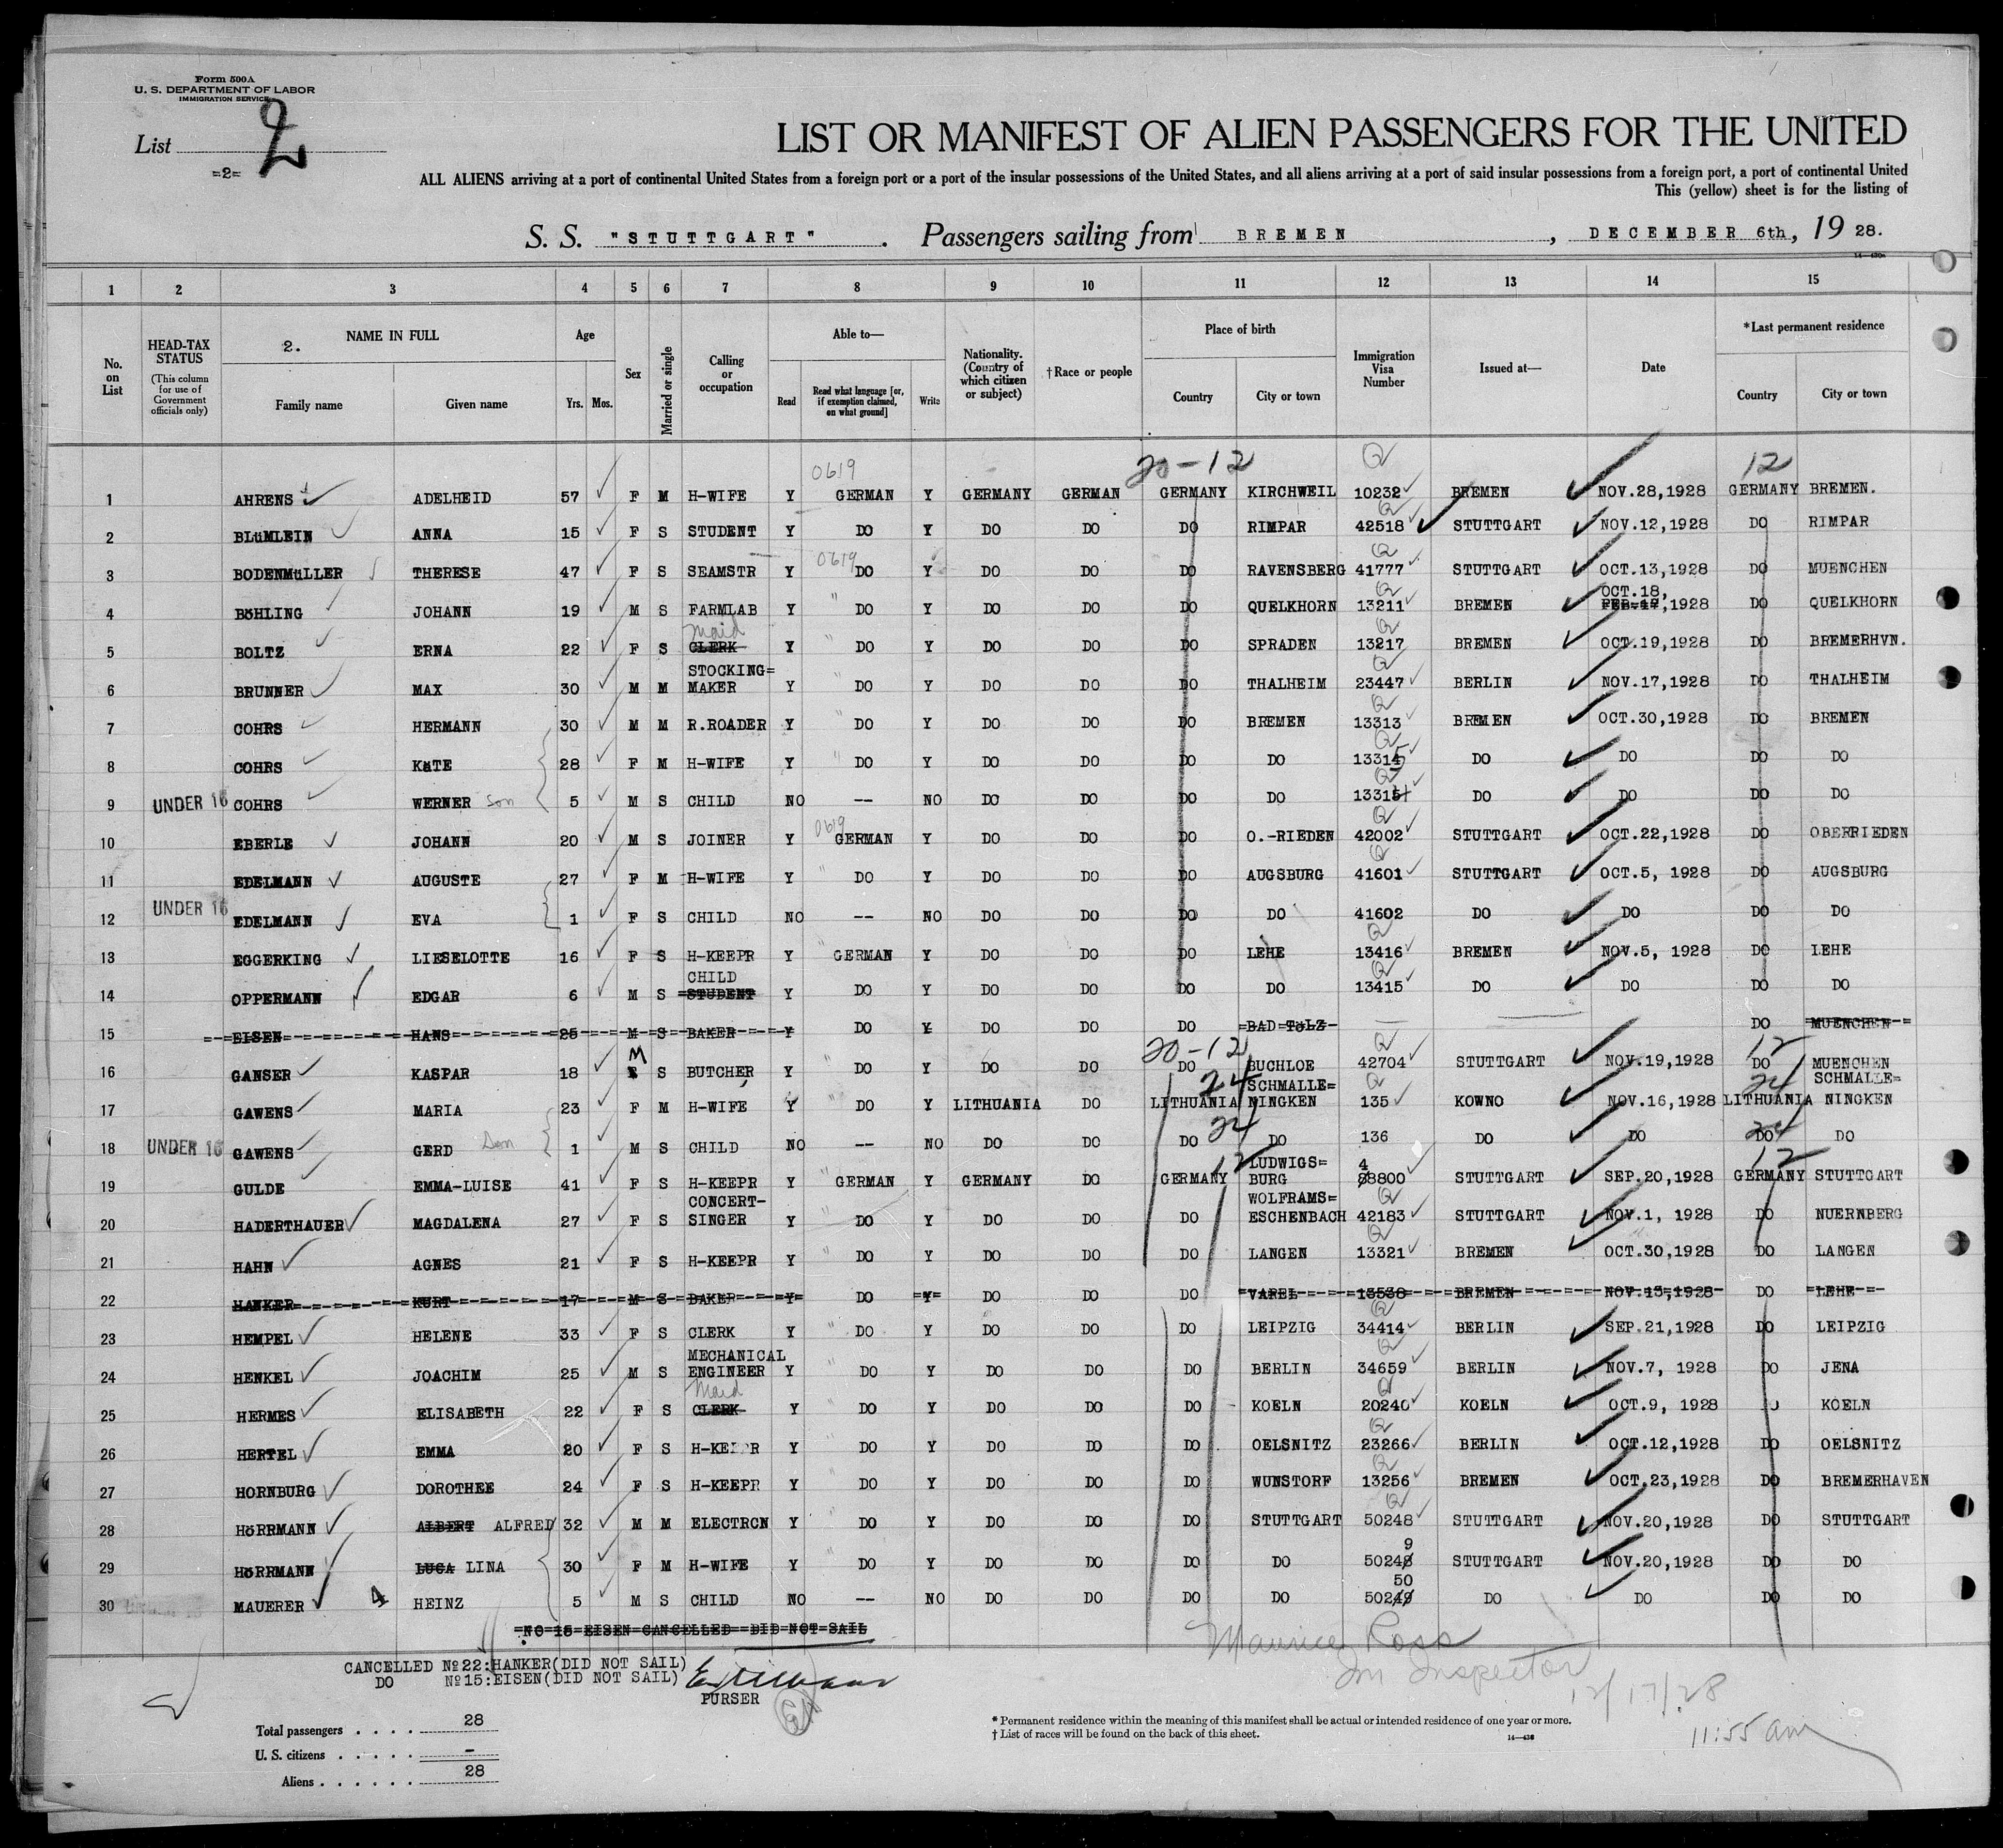 Form 500A
U. S. DEPARTMENT OF LABOR
IMMIGRATION SERVICE
List 2
=2=
LIST OR MANIFEST OF ALIEN PASSENGERS FOR THE UNITED
ALL ALIENS arriving at a port of continental United States from a foreign port or a port of the insular possessions of the United States, and all aliens arriving at a port of said insular possessions from a foreign port, a port of continental United
This (yellow) sheet is for the listing of
S. S. "STUTTGART" . Passengers sailing from BREMEN , DECEMBER 6th, 19 28.
1 2 3 4 5 6 7 8 9 10 11 12 13 14 15
No. on List
HEAD-TAX STATUS (This column for use of Government officials only)
2. NAME IN FULL
Family name Given name
Age
Yrs. Mos.
Sex
Married or single
Calling or occupation
Able to—
Read Read what language [or, if exemption claimed, on what ground] Write
Nationality. (Country of which citizen or subject)
†Race or people
Place of birth
Country City or town
Immigration Visa Number
Issued at—
Date
*Last permanent residence
Country City or town
0619 20-12 Q 12
1 AHRENS ADELHEID 57 F M H-WIFE Y GERMAN Y GERMANY GERMAN GERMANY KIRCHWEIL 10232 BREMEN NOV.28,1928 GERMANY BREMEN.
2 BLüMLEIN ANNA 15 F S STUDENT Y DO Y DO DO DO RIMPAR 42518 STUTTGART NOV.12,1928 DO RIMPAR
3 BODENMüLLER THERESE 47 F S SEAMSTR Y 0619 DO Y DO DO DO RAVENSBERG 41777 STUTTGART OCT.13,1928 DO MUENCHEN
4 BöHLING JOHANN 19 M S FARMLAB Y " DO Y DO DO DO QUELKHORN 13211 BREMEN OCT.18, FEB.18,1928 DO QUELKHORN
5 BOLTZ ERNA 22 F S Maid CLERK Y " DO Y DO DO DO SPRADEN 13217 BREMEN OCT.19,1928 DO BREMERHVN.
6 BRUNNER MAX 30 M M STOCKING= MAKER Y DO Y DO DO DO THALHEIM 23447 BERLIN NOV.17,1928 DO THALHEIM
7 COHRS HERMANN 30 M M R.ROADER Y DO Y DO DO DO BREMEN 13313 BREMEN OCT.30,1928 DO BREMEN
8 COHRS KäTE 28 F M H-WIFE Y " DO Y DO DO DO DO 13315 DO DO DO DO
9 UNDER 16 COHRS WERNER Son 5 M S CHILD NO -- NO DO DO DO DO 13314 DO DO DO DO
10 EBERLE JOHANN 20 M S JOINER Y 0619 GERMAN Y DO DO DO O.-RIEDEN 42002 STUTTGART OCT.22,1928 DO OBERRIEDEN
11 EDELMANN AUGUSTE 27 F M H-WIFE Y " DO Y DO DO DO AUGSBURG 41601 STUTTGART OCT.5, 1928 DO AUGSBURG
12 UNDER 16 EDELMANN EVA 1 F S CHILD NO -- NO DO DO DO DO 41602 DO DO DO DO
13 EGGERKING LIESELOTTE 16 F S H-KEEPR Y " GERMAN Y DO DO DO LEHE 13416 BREMEN NOV.5, 1928 DO LEHE
14 OPPERMANN EDGAR 6 M S CHILD STUDENT Y DO Y DO DO DO DO 13415 DO DO DO DO
15 EISEN HANS 25 M S BAKER Y DO Y DO DO DO BAD TöLZ DO MUENCHEN
20-12 12
16 GANSER KASPAR 18 M S BUTCHER Y " DO Y DO DO DO BUCHLOE 42704 STUTTGART NOV.19,1928 DO MUENCHEN
17 GAWENS MARIA 23 F M H-WIFE Y " DO Y LITHUANIA DO 24 LITHUANIA SCHMALLE= NINGKEN 135 KOWNO NOV.16,1928 24 LITHUANIA SCHMALLE= NINGKEN
18 UNDER 16 GAWENS GERD Son 1 M S CHILD NO -- NO DO DO 24 DO DO 136 DO DO 24 DO DO
19 GULDE EMMA-LUISE 41 F S H-KEEPR Y " GERMAN Y GERMANY DO 12 GERMANY LUDWIGS= BURG 4 88800 STUTTGART SEP.20,1928 12 GERMANY STUTTGART
20 HADERTHAUER MAGDALENA 27 F S CONCERT- SINGER Y " DO Y DO DO DO WOLFRAMS= ESCHENBACH 42183 STUTTGART NOV.1, 1928 DO NUERNBERG
21 HAHN AGNES 21 F S H-KEEPR Y " DO Y DO DO DO LANGEN 13321 BREMEN OCT.30,1928 DO LANGEN
22 HANKER KURT 17 M S BAKER Y DO Y DO DO DO VAREL 13538 BREMEN NOV.13,1928 DO LEHE
23 HEMPEL HELENE 33 F S CLERK Y " DO Y DO DO DO LEIPZIG 34414 BERLIN SEP.21,1928 DO LEIPZIG
24 HENKEL JOACHIM 25 M S MECHANICAL ENGINEER Y " DO Y DO DO DO BERLIN 34659 BERLIN NOV.7, 1928 DO JENA
25 HERMES ELISABETH 22 F S Maid CLERK Y DO Y DO DO DO KOELN 20240 KOELN OCT.9, 1928 DO KOELN
26 HERTEL EMMA 20 F S H-KEEPR Y DO Y DO DO DO OELSNITZ 23266 BERLIN OCT.12,1928 DO OELSNITZ
27 HORNBURG DOROTHEE 24 F S H-KEEPR Y DO Y DO DO DO WUNSTORF 13256 BREMEN OCT.23,1928 DO BREMERHAVEN
28 HöRRMANN ALBERT ALFRED 32 M M ELECTRCN Y DO Y DO DO DO STUTTGART 50248 STUTTGART NOV.20,1928 DO STUTTGART
29 HöRRMANN LUCA LINA 30 F M H-WIFE Y DO Y DO DO DO DO 9 50248 STUTTGART NOV.20,1928 DO DO
30 MAUERER 4 HEINZ 5 M S CHILD NO -- NO DO DO DO DO 50 50249 DO DO DO DO
NO 15 EISEN CANCELLED DID NOT SAIL
Maurice Ross
Im Inspector
12/17/28
11:55 am
CANCELLED №22:HANKER(DID NOT SAIL)
DO №15:EISEN(DID NOT SAIL)
PURSER
Total passengers . . . . 28
U. S. citizens . . . . . -
Aliens . . . . . . 28
* Permanent residence within the meaning of this manifest shall be actual or intended residence of one year or more.
† List of races will be found on the back of this sheet.